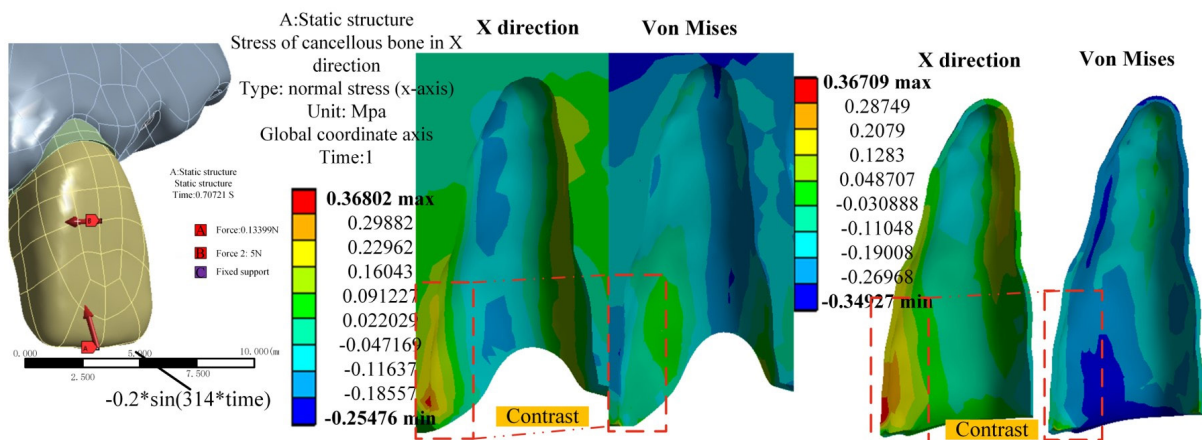 A:Static structure
Static structure
Time:0.70721 S
A Force:0.13399N
B Force 2: 5N
C Fixed support
A
0.000
5.000
10.000(m
2.500
7.500
-0.2*sin(314*time)
A:Static structure
Stress of cancellous bone in X
direction
Type: normal stress (x-axis)
Unit: Mpa
Global coordinate axis
Time:1
0.36802 max
0.29882
0.22962
0.16043
0.091227
0.022029
-0.047169
-0.11637
-0.18557
-0.25476 min
X direction
Von Mises
Contrast
0.36709 max
0.28749
0.2079
0.1283
0.048707
-0.030888
-0.11048
-0.19008
-0.26968
-0.34927 min
X direction
Von Mises
Contrast